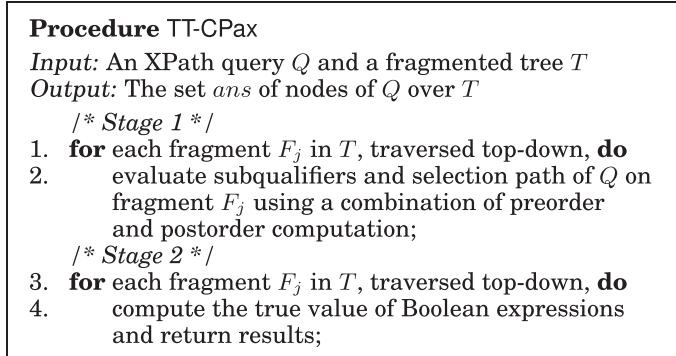 Procedure TT-CPax
Input: An XPath query Q and a fragmented tree T
Output: The set ans of nodes of Q over T
/* Stage 1 */
1. for each fragment Fj in T, traversed top-down, do
2. evaluate subqualifiers and selection path of Q on
fragment Fj using a combination of preorder
and postorder computation;
/* Stage 2 */
3. for each fragment Fj in T, traversed top-down, do
4. compute the true value of Boolean expressions
and return results;